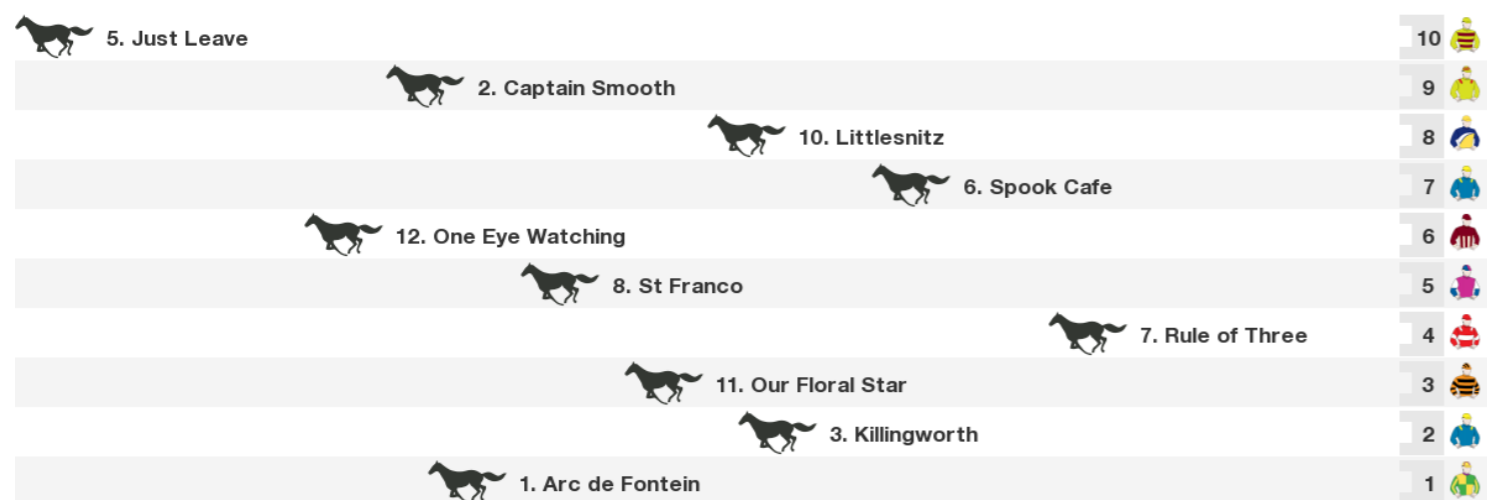 5. Just Leave 10
2. Captain Smooth 9
10. Littlesnitz 8
6. Spook Cafe 7
12. One Eye Watching 6
8. St Franco 5
7. Rule of Three 4
11. Our Floral Star 3
3. Killingworth 2
1. Arc de Fontein 1